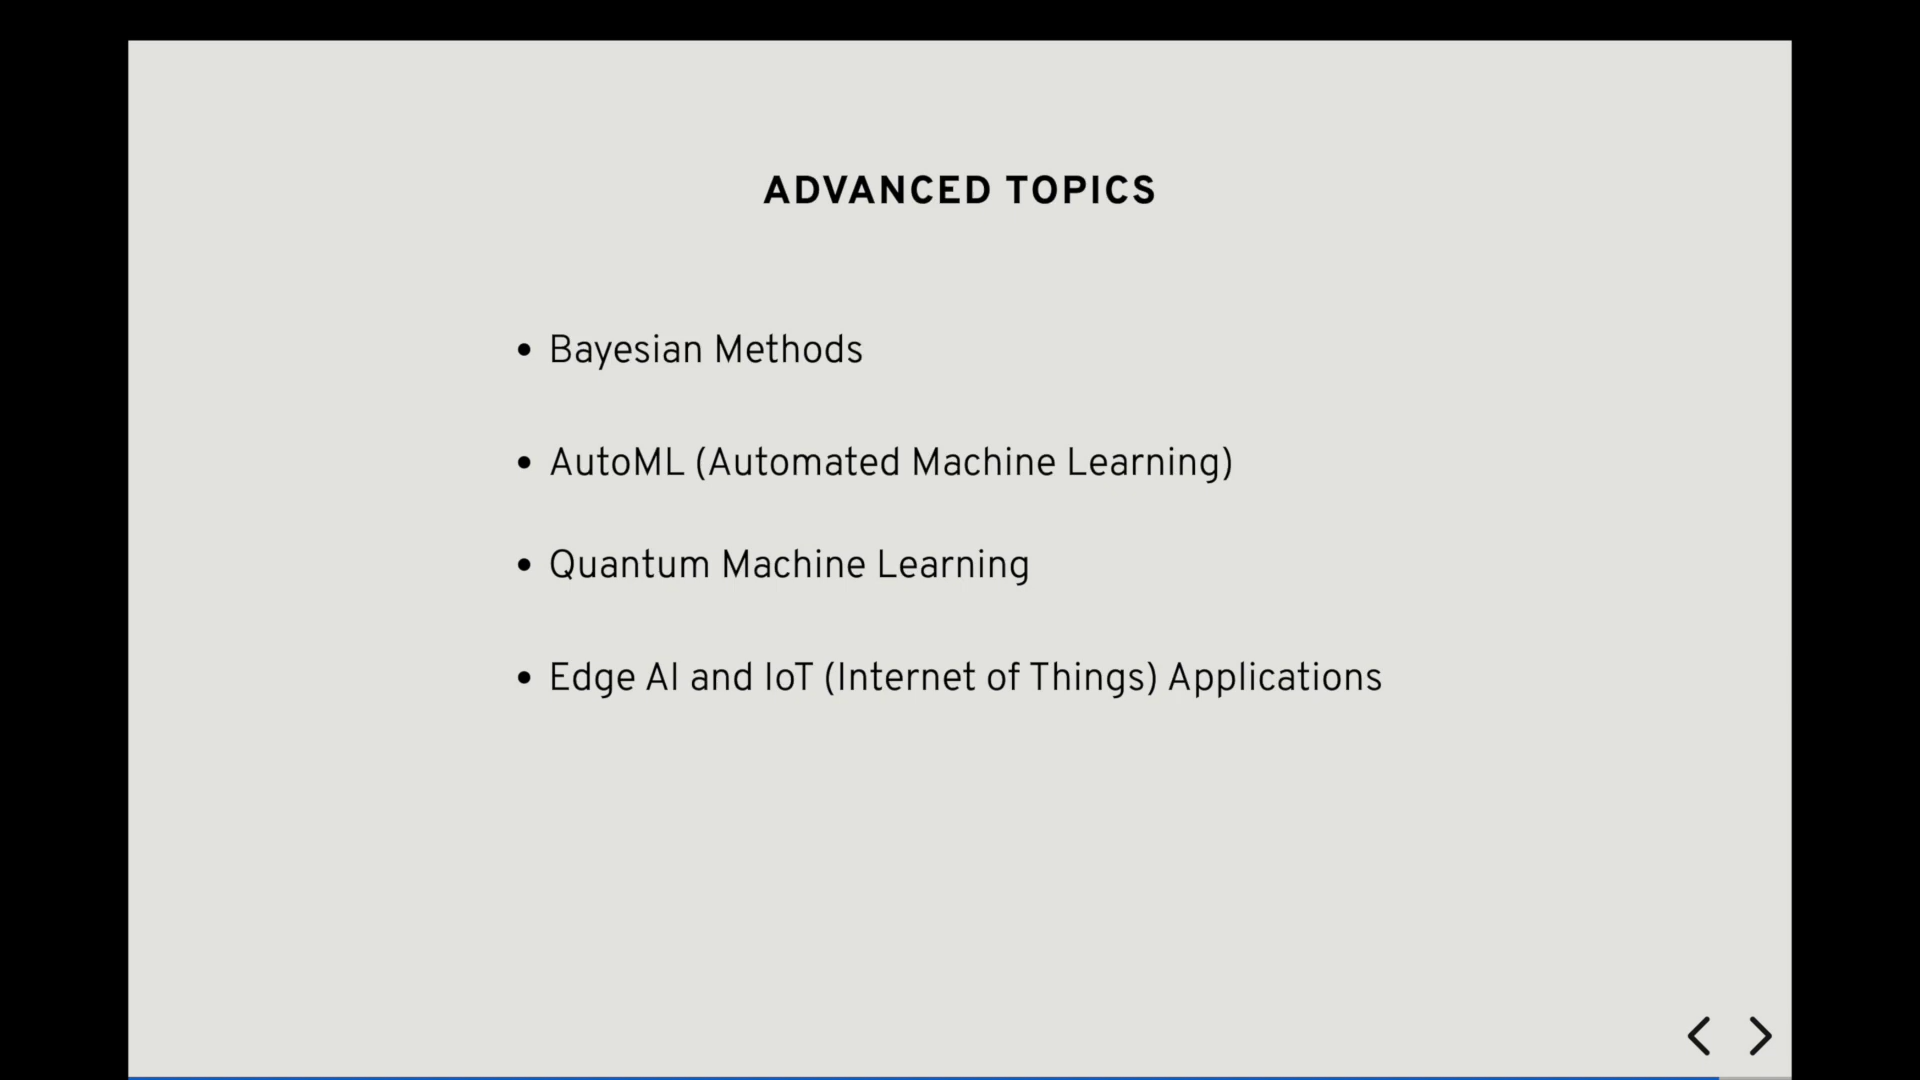 ADVANCED TOPICS
• Bayesian Methods
• AutoML (Automated Machine Learning)
• Quantum Machine Learning
• Edge AI and IoT (Internet of Things) Applications